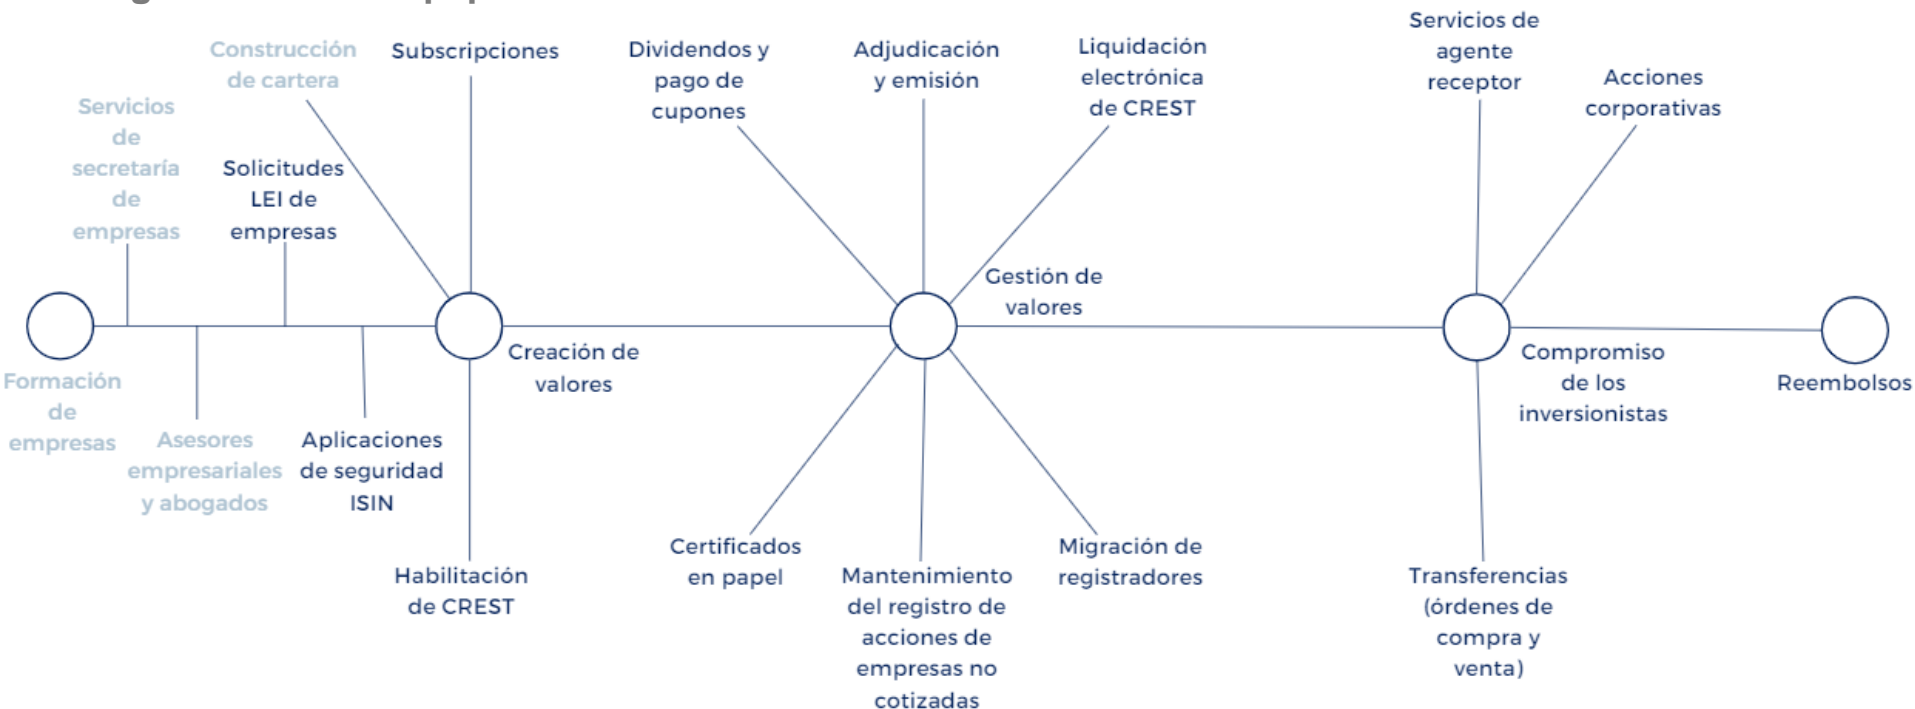 Construcción
de cartera
Subscripciones
Dividendos y
pago de
cupones
Adjudicación
y emisión
Liquidación
electrónica
de CREST
Servicios de
agente
receptor
Acciones
corporativas
Servicios
de
secretaría
de
empresas
Solicitudes
LEI de
empresas
Gestión de
valores
Creación de
valores
Compromiso
de los
inversionistas
Reembolsos
Formación
de
empresas
Asesores
empresariales
y abogados
Aplicaciones
de seguridad
ISIN
Habilitación
de CREST
Certificados
en papel
Mantenimiento
del registro de
acciones de
empresas no
cotizadas
Migración de
registradores
Transferencias
(órdenes de
compra y
venta)